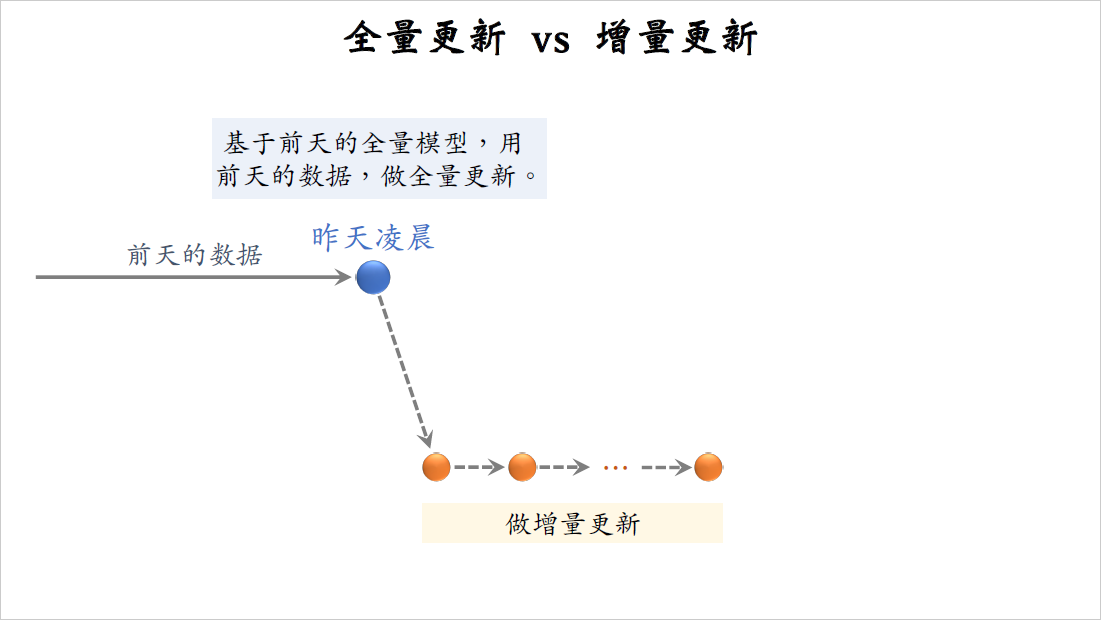 全量更新 vs 增量更新
基于前天的全量模型，用
前天的数据，做全量更新。
昨天凌晨
前天的数据
...
做增量更新